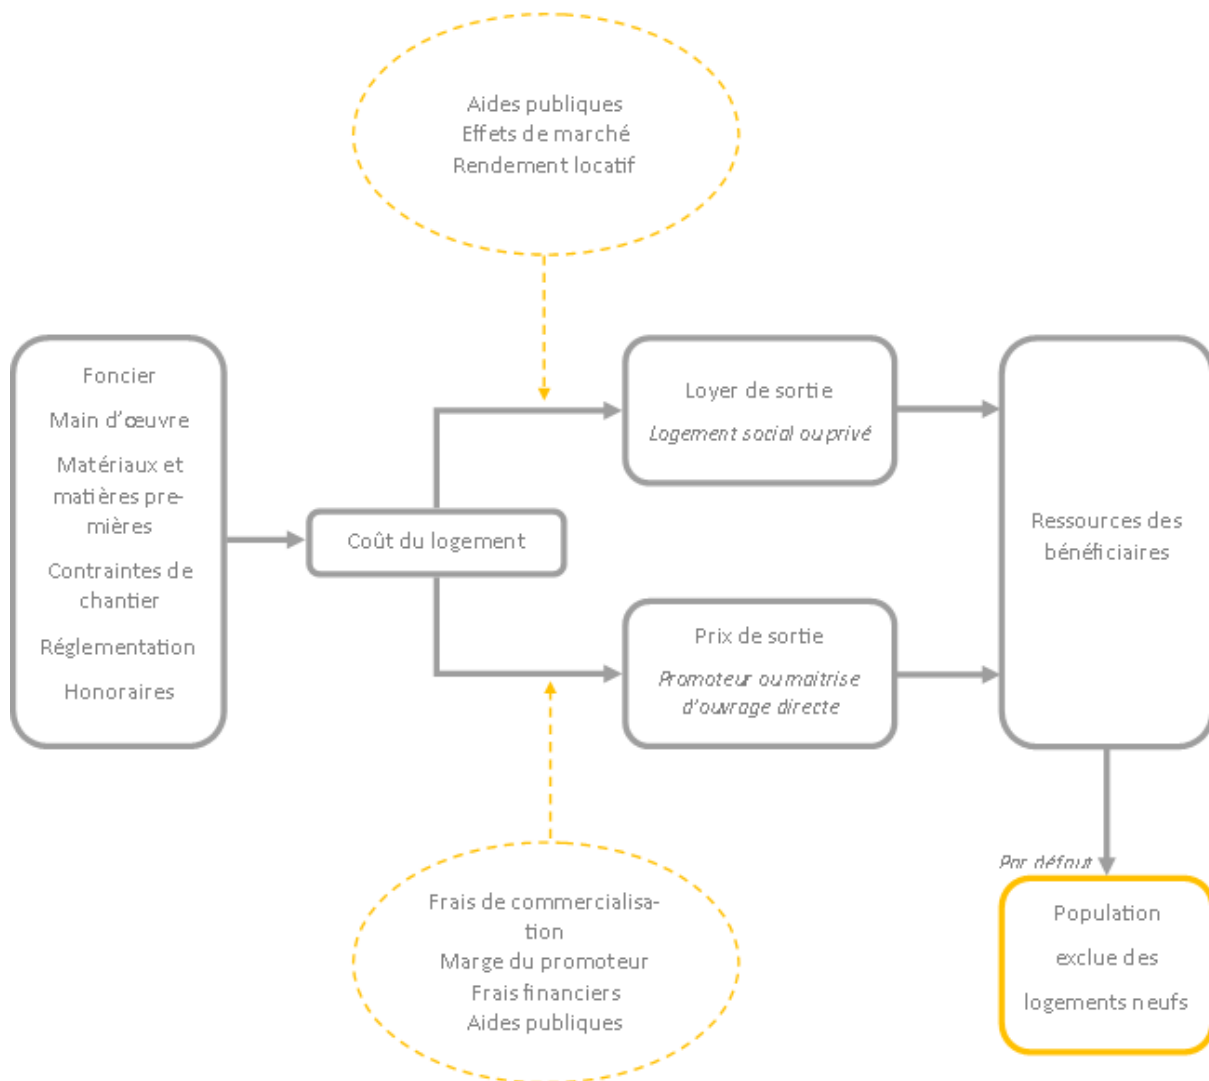 Aides publiques
Effets de marché
Rendement locatif
Foncier
Main d'œuvre
Matériaux et
matières pre-
mières
Contraintes de
chantier
Réglementation
Honoraires
Coût du logement
Loyer de sortie
Logement social ou privé
Prix de sortie
Promoteur ou maitrise
d'ouvrage directe
Ressources des
bénéficiaires
Frais de commercialisa-
tion
Marge du promoteur
Frais financiers
Aides publiques
Par défaut
Population
exclue des
logements neufs